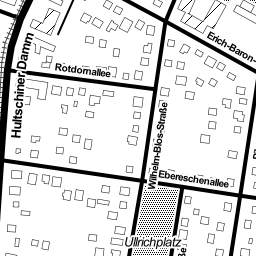 Erich-Baron-
Rotdornallee
Hultschiner Damm
Wilhelm-Blos-Straße
Ebereschenallee
Ullrichplatz